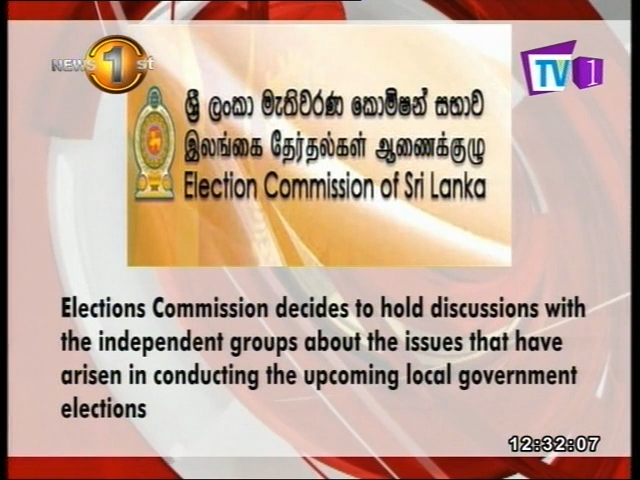 NEWS 1st
TV 1
ශ්‍රී ලංකා මැතිවරණ කොමිෂන් සභාව
இலங்கை தேர்தல்கள் ஆணைக்குழு
Election Commission of Sri Lanka
Elections Commission decides to hold discussions with
the independent groups about the issues that have
arisen in conducting the upcoming local government
elections
12:32:07